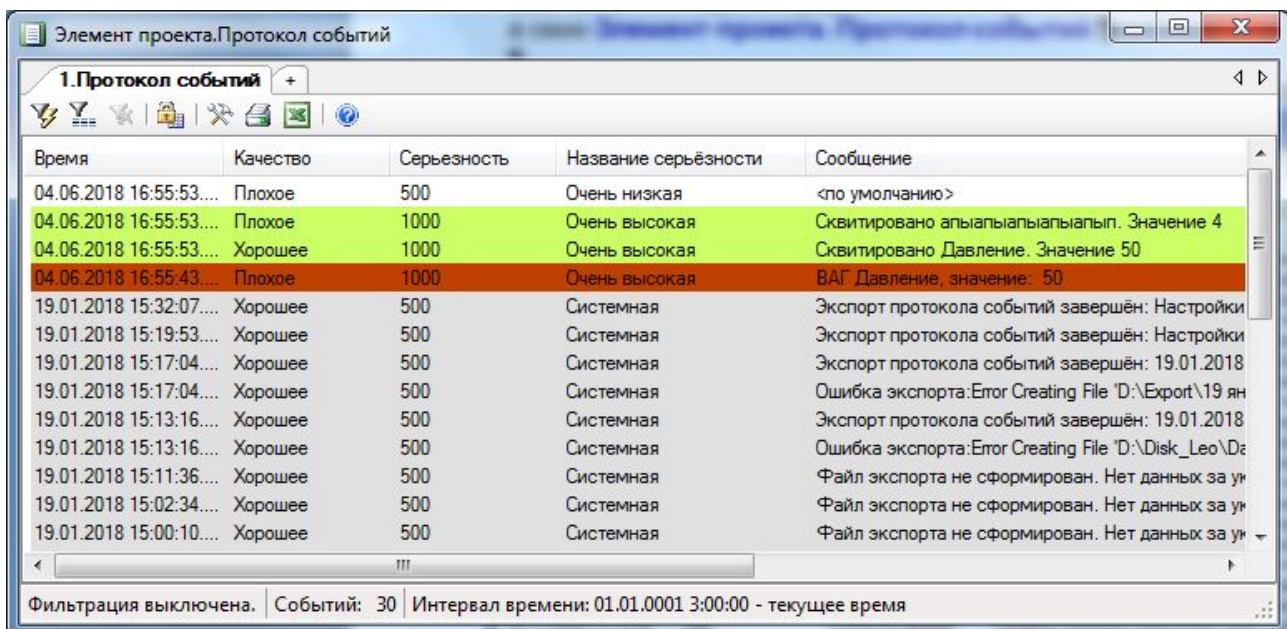 Элемент проекта.Протокол событий
1.Протокол событий +
Время Качество Серьезность Название серьёзности Сообщение
04.06.2018 16:55:53.... Плохое 500 Очень низкая <по умолчанию>
04.06.2018 16:55:53.... Плохое 1000 Очень высокая Сквитировано апыапыапыапыапып. Значение 4
04.06.2018 16:55:53.... Хорошее 1000 Очень высокая Сквитировано Давление. Значение 50
04.06.2018 16:55:43.... Плохое 1000 Очень высокая ВАГ Давление, значение: 50
19.01.2018 15:32:07.... Хорошее 500 Системная Экспорт протокола событий завершён: Настройки
19.01.2018 15:19:53.... Хорошее 500 Системная Экспорт протокола событий завершён: Настройки
19.01.2018 15:17:04.... Хорошее 500 Системная Экспорт протокола событий завершён: 19.01.2018
19.01.2018 15:17:04.... Хорошее 500 Системная Ошибка экспорта:Error Creating File "D:\Export\19 ян
19.01.2018 15:13:16.... Хорошее 500 Системная Экспорт протокола событий завершён: 19.01.2018
19.01.2018 15:13:16.... Хорошее 500 Системная Ошибка экспорта:Error Creating File "D:\Disk_Leo\Da
19.01.2018 15:11:36.... Хорошее 500 Системная Файл экспорта не сформирован. Нет данных за ук
19.01.2018 15:02:34.... Хорошее 500 Системная Файл экспорта не сформирован. Нет данных за ук
19.01.2018 15:00:10.... Хорошее 500 Системная Файл экспорта не сформирован. Нет данных за ук
Фильтрация выключена. Событий: 30 Интервал времени: 01.01.0001 3:00:00 - текущее время